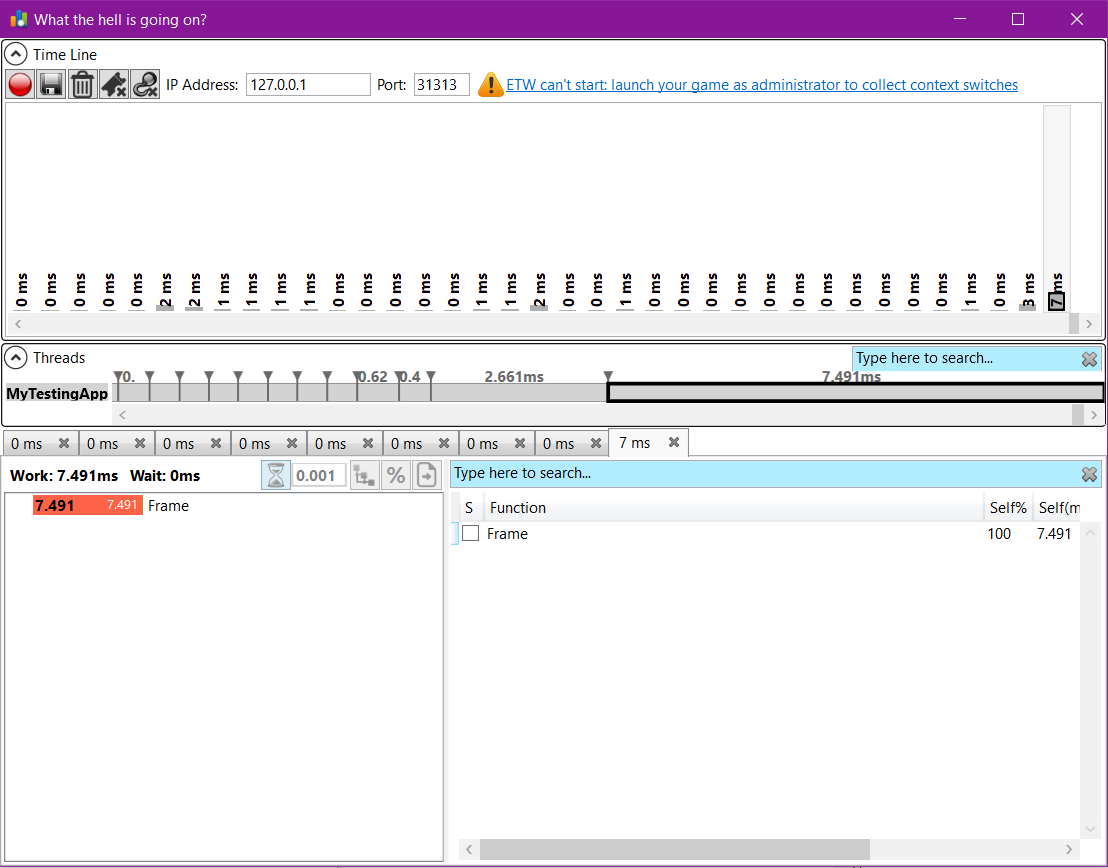 What the hell is going on?
Time Line
IP Address: 127.0.0.1 Port: 31313 ETW can't start: launch your game as administrator to collect context switches
0 ms 0 ms 0 ms 0 ms 0 ms 2 ms 2 ms 1 ms 1 ms 1 ms 1 ms 0 ms 0 ms 0 ms 0 ms 0 ms 1 ms 1 ms 2 ms 0 ms 0 ms 1 ms 0 ms 0 ms 0 ms 0 ms 0 ms 0 ms 0 ms 0 ms 0 ms 0 ms 0 ms 1 ms 0 ms 3 ms 7 ms
Threads Type here to search...
0. 0.62 0.4 2.661ms 7.491ms
MyTestingApp
0 ms 0 ms 0 ms 0 ms 0 ms 0 ms 0 ms 0 ms 7 ms
Work: 7.491ms Wait: 0ms 0.001 % Type here to search...
7.491 7.491 Frame
S Function Self% Self(m
Frame 100 7.491